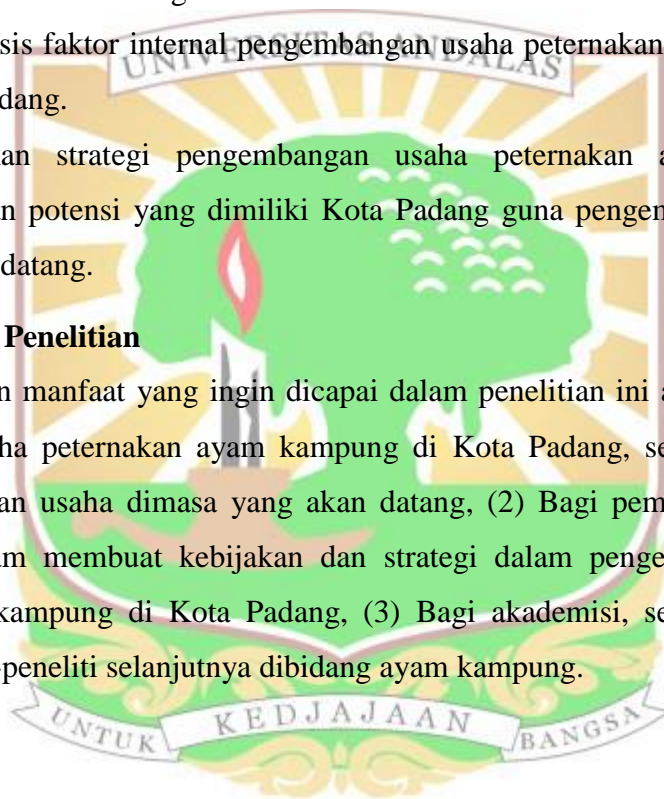 UNIVERSITAS ANDALAS
sis faktor internal pengembangan usaha peternakan
dang.
an strategi pengembangan usaha peternakan a
n potensi yang dimiliki Kota Padang guna pengem
datang.
Penelitian
n manfaat yang ingin dicapai dalam penelitian ini a
ha peternakan ayam kampung di Kota Padang, se
an usaha dimasa yang akan datang, (2) Bagi pem
am membuat kebijakan dan strategi dalam penge
kampung di Kota Padang, (3) Bagi akademisi, se
-peneliti selanjutnya dibidang ayam kampung.
UNTUK KEDJAJAAN BANGSA